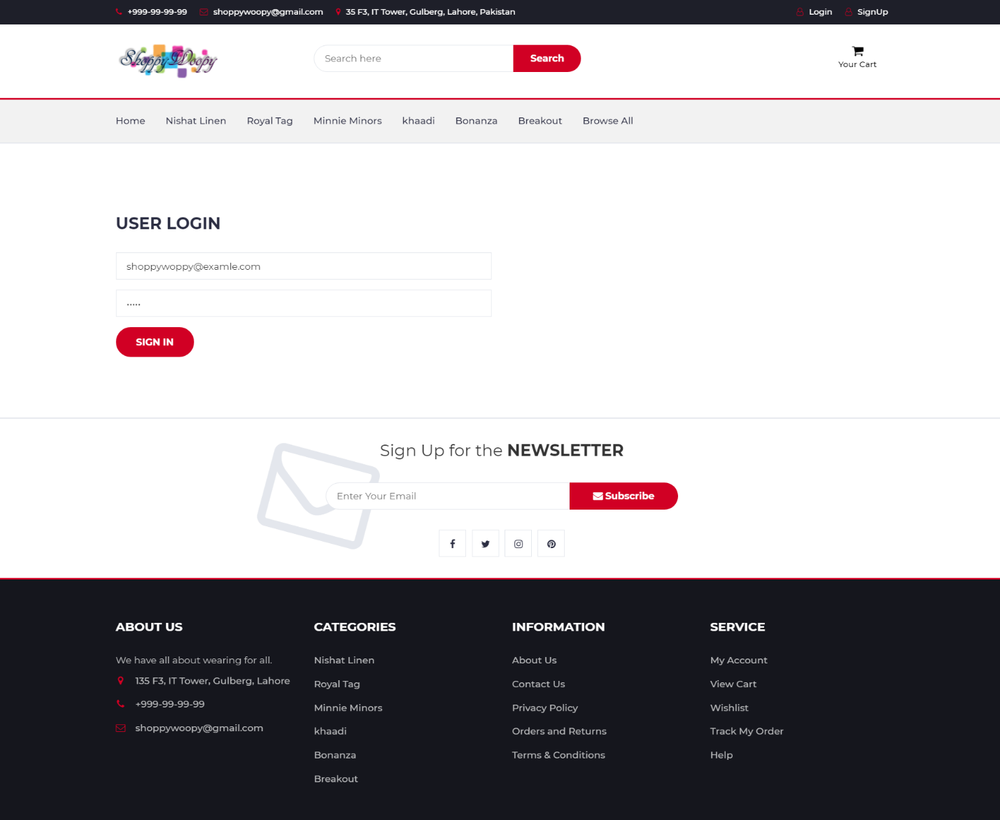 +999-99-99-99 shoppywoopy@gmail.com 35 F3, IT Tower, Gulberg, Lahore, Pakistan Login SignUp
ShoppyWoopy
Search here Search
Your Cart
Home Nishat Linen Royal Tag Minnie Minors khaadi Bonanza Breakout Browse All
USER LOGIN
shoppywoppy@examle.com
•••••
SIGN IN
Sign Up for the NEWSLETTER
Enter Your Email Subscribe
ABOUT US CATEGORIES INFORMATION SERVICE
We have all about wearing for all. Nishat Linen About Us My Account
135 F3, IT Tower, Gulberg, Lahore Royal Tag Contact Us View Cart
+999-99-99-99 Minnie Minors Privacy Policy Wishlist
shoppywoopy@gmail.com khaadi Orders and Returns Track My Order
Bonanza Terms & Conditions Help
Breakout